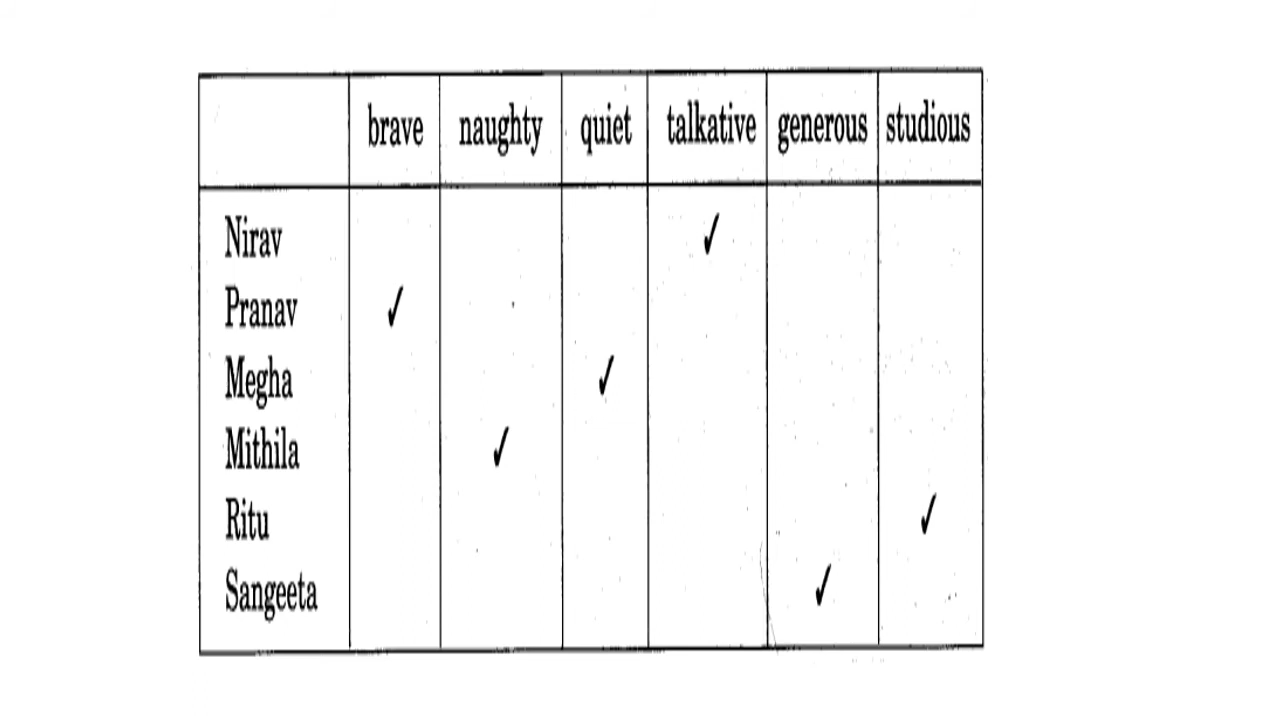 brave naughty quiet talkative generous studious
Nirav ✓
Pranav ✓
Megha ✓
Mithila ✓
Ritu ✓
Sangeeta ✓